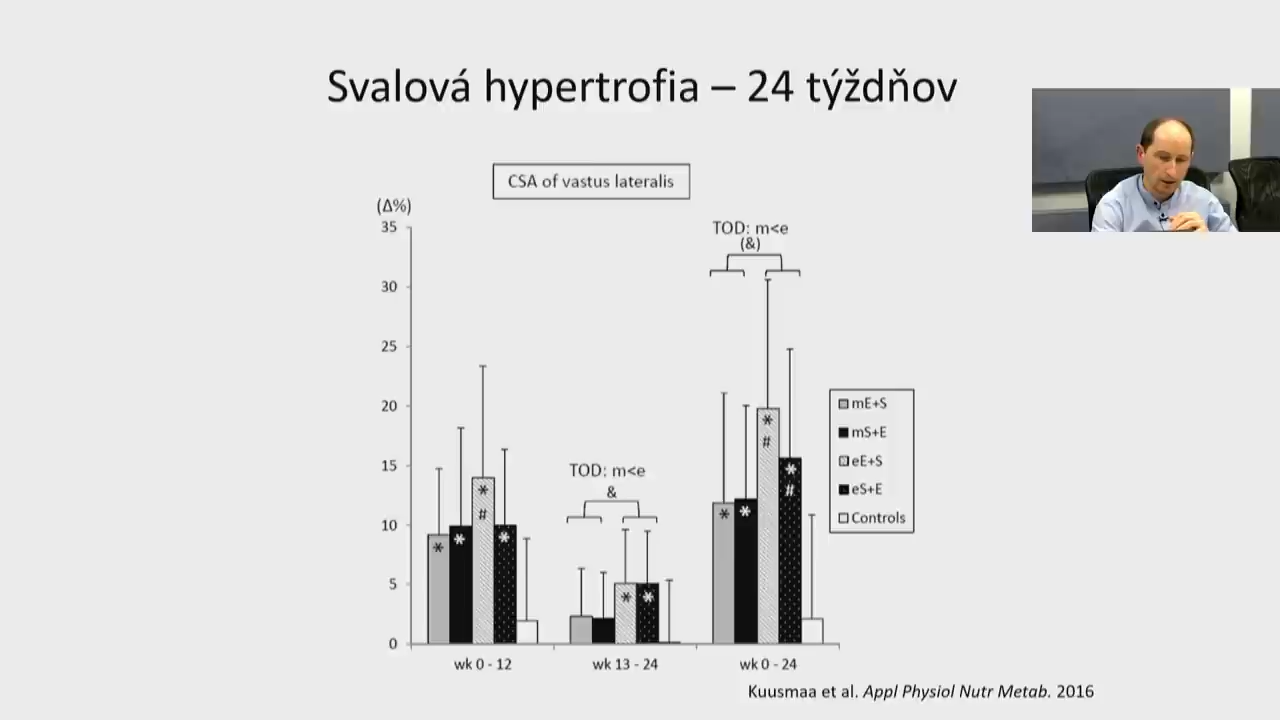 Svalová hypertrofia – 24 týždňov
CSA of vastus lateralis
(Δ%)
35
30
25
20
15
10
5
0
TOD: m<e
&
TOD: m<e
(&)
*
*
*
#
*
*
*
*
*
*
#
*
#
wk 0 - 12
wk 13 - 24
wk 0 - 24
mE+S
mS+E
eE+S
eS+E
Controls
Kuusmaa et al. Appl Physiol Nutr Metab. 2016